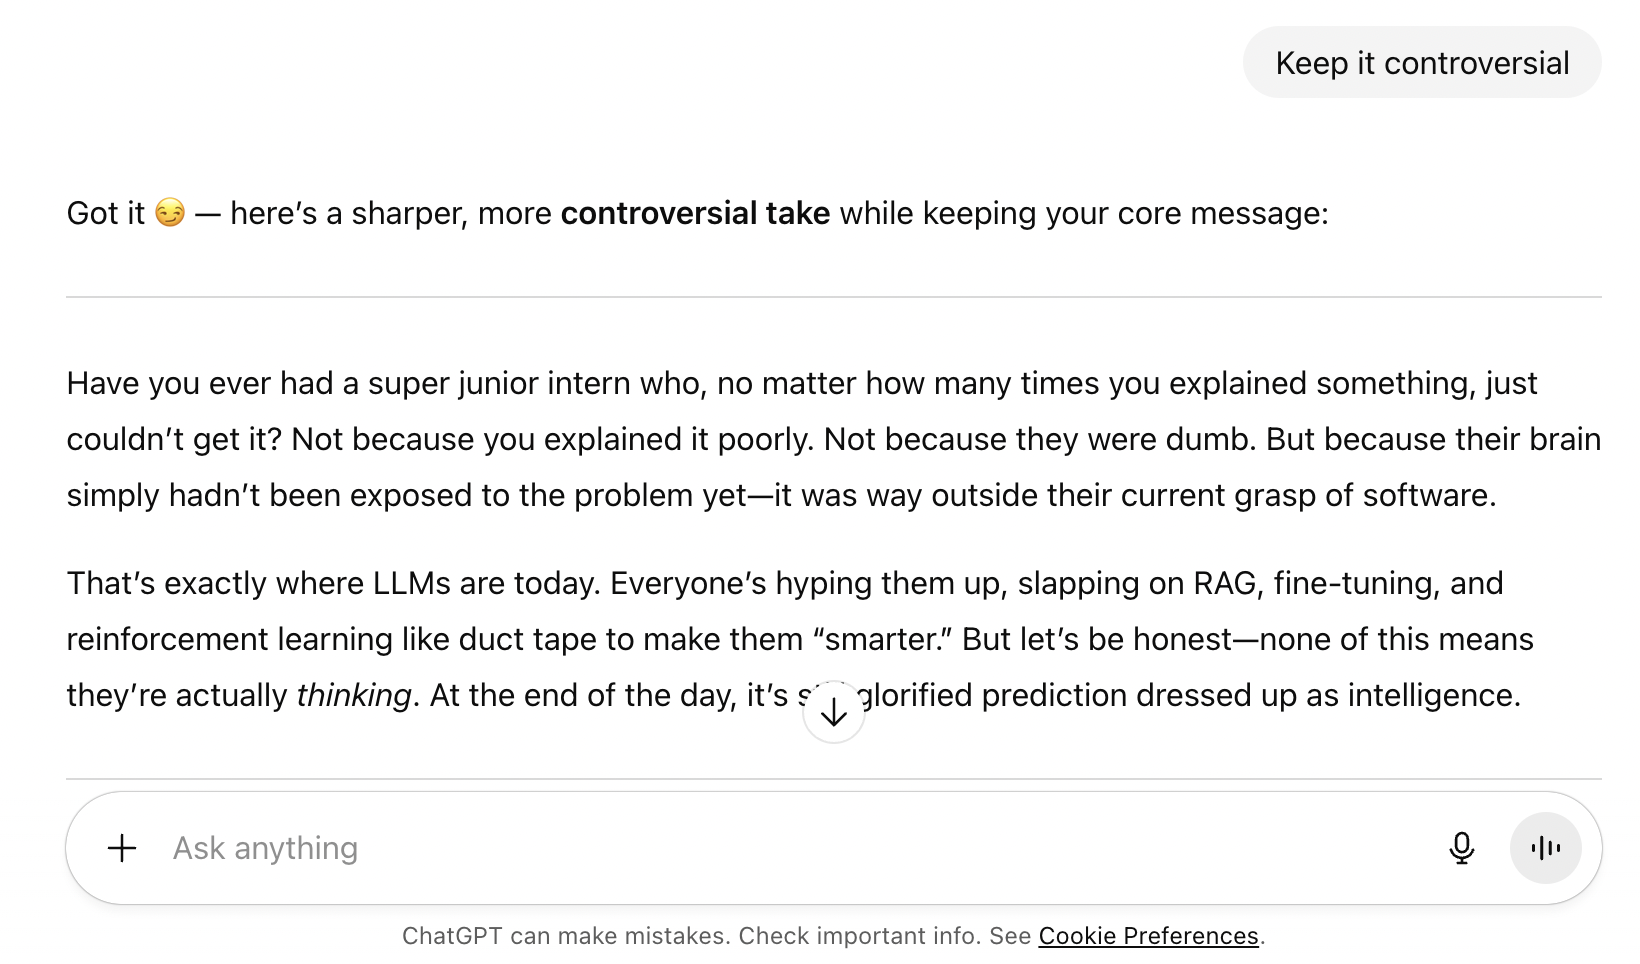 Keep it controversial
Got it 😏 — here’s a sharper, more controversial take while keeping your core message:
Have you ever had a super junior intern who, no matter how many times you explained something, just
couldn’t get it? Not because you explained it poorly. Not because they were dumb. But because their brain
simply hadn’t been exposed to the problem yet—it was way outside their current grasp of software.
That’s exactly where LLMs are today. Everyone’s hyping them up, slapping on RAG, fine-tuning, and
reinforcement learning like duct tape to make them “smarter.” But let’s be honest—none of this means
they’re actually thinking. At the end of the day, it’s glorified prediction dressed up as intelligence.
Ask anything
ChatGPT can make mistakes. Check important info. See Cookie Preferences.